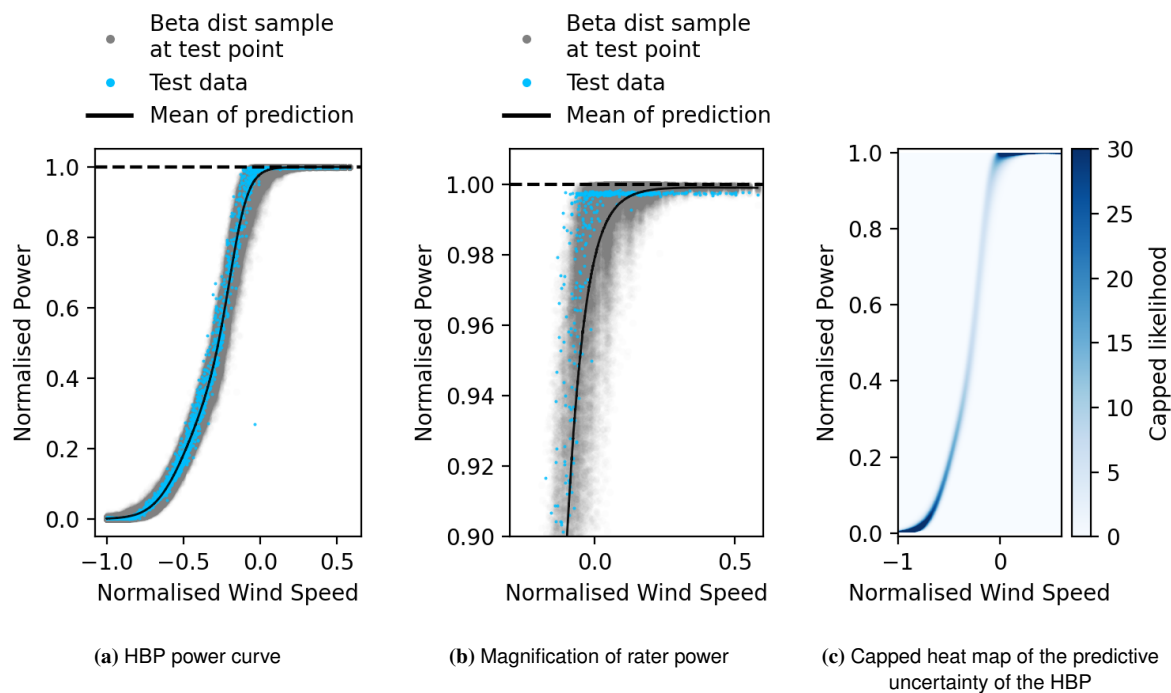 Beta dist sample
at test point
Test data
Mean of prediction
1.0
0.8
0.6
0.4
0.2
0.0
Normalised Power
−1.0
−0.5
0.0
0.5
Normalised Wind Speed
(a) HBP power curve
Beta dist sample
at test point
Test data
Mean of prediction
1.00
0.98
0.96
0.94
0.92
0.90
Normalised Power
0.0
0.5
Normalised Wind Speed
(b) Magnification of rater power
1.0
0.8
0.6
0.4
0.2
0.0
Normalised Power
−1
0
Normalised Wind Speed
30
25
20
15
10
5
0
Capped likelihood
(c) Capped heat map of the predictive
uncertainty of the HBP